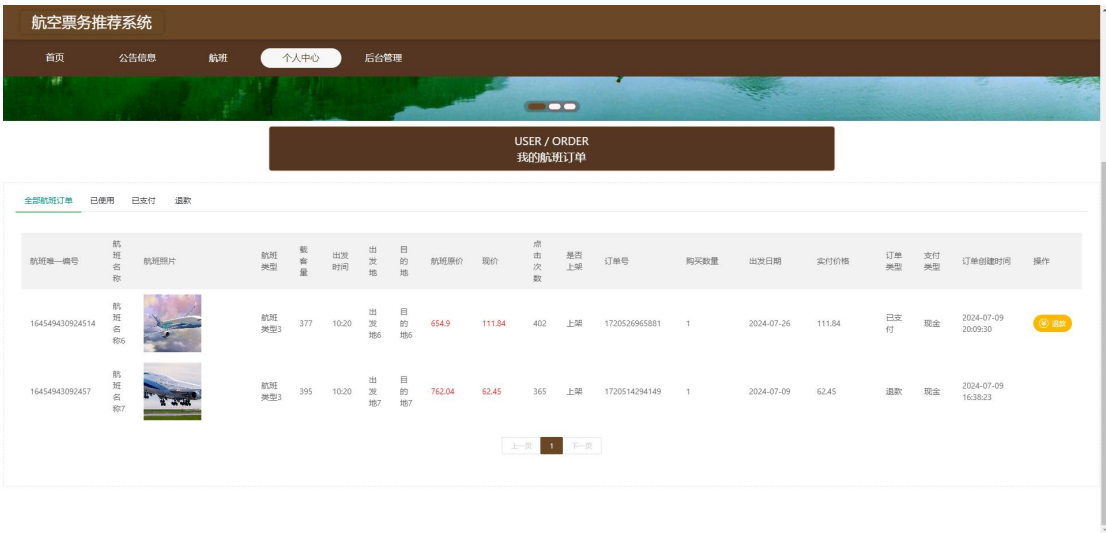 航空票务推荐系统
首页 公告信息 航班 个人中心 后台管理
USER / ORDER
我的航班订单
全部航班订单 已使用 已支付 退款
航班唯一编号 航班名称 航班照片 航班类型 载客量 出发时间 出发地 目的地 航班原价 现价 点击次数 是否上架 订单号 购买数量 出发日期 实付价格 订单类型 支付类型 订单创建时间 操作
164549430924514 航班名称6 航班类型3 377 10:20 出发地6 目的地6 654.9 111.84 402 上架 1720526965881 1 2024-07-26 111.84 已支付 现金 2024-07-09 20:09:30 退款
16454943092457 航班名称7 航班类型3 395 10:20 出发地7 目的地7 762.04 62.45 365 上架 1720514294149 1 2024-07-09 62.45 退款 现金 2024-07-09 16:38:23
上一页 1 下一页